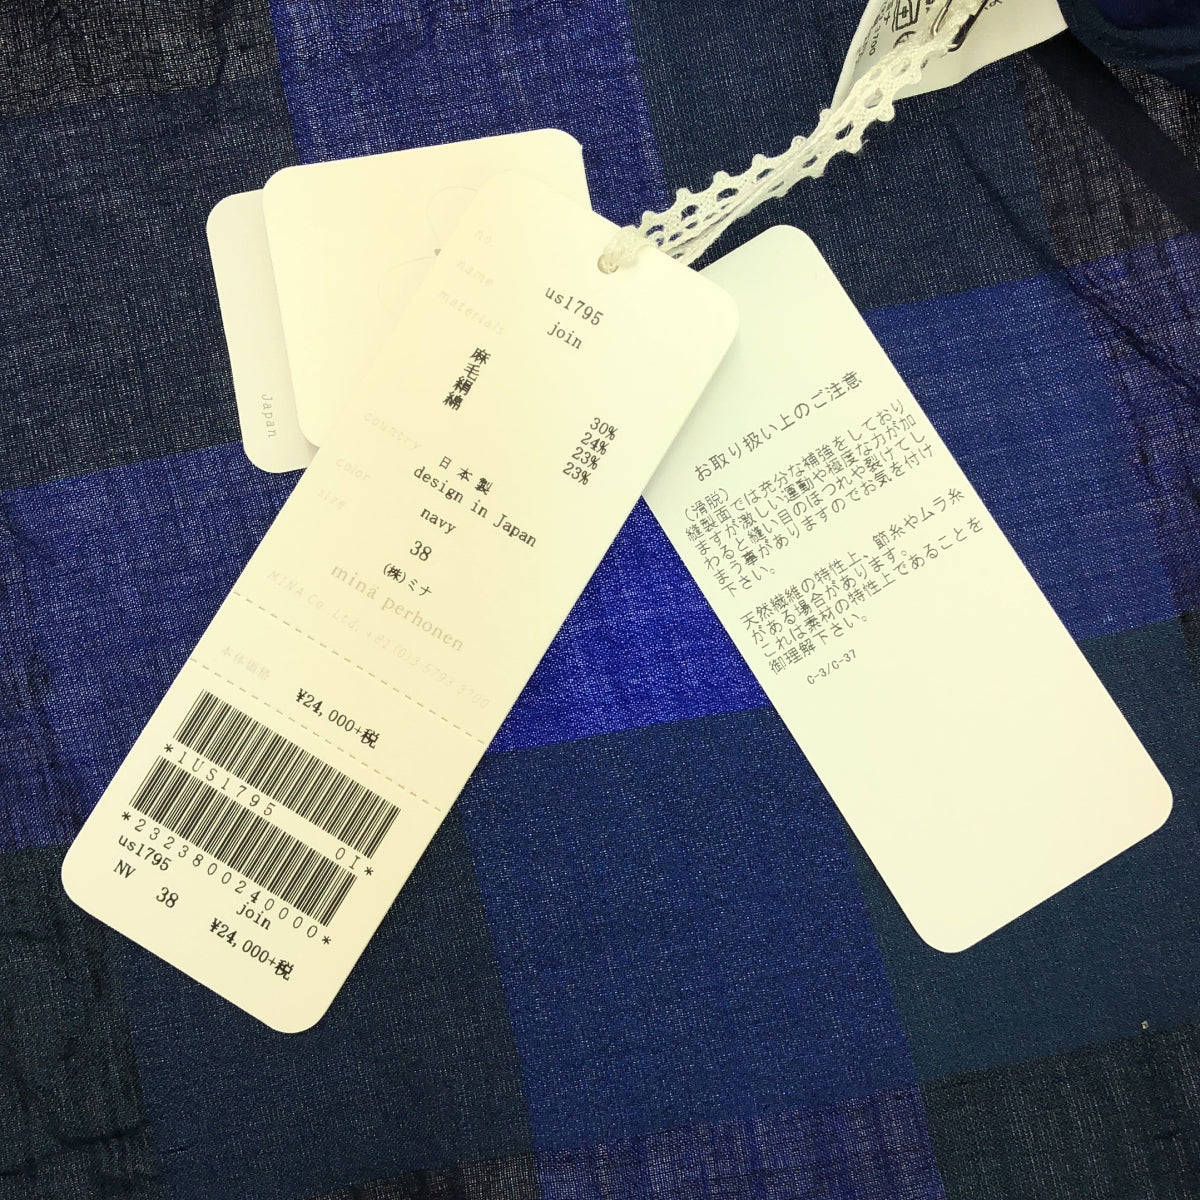 Japan
no.
us1795
name
join
materials
麻 30%
毛 24%
絹 23%
綿 23%
country
日本製
design in Japan
color
navy
size
38
(株)ミナ
minä perhonen
MINA Co. Ltd. +81 (0)3 5793 3700
本体価格
¥24,000+税
*1US1795 01*
*2323800240000*
us1795
join
NV 38
¥24,000+税
お取り扱い上のご注意
(滑脱)
縫製面では充分な補強をしており
ますが激しい運動や極度な力が加
わると縫い目のほつれや裂けてし
まう事がありますのでお気を付け
下さい。
天然繊維の特性上、節糸やムラ糸
がある場合があります。
これは素材の特性上であることを
御理解下さい。
C-3/C-37